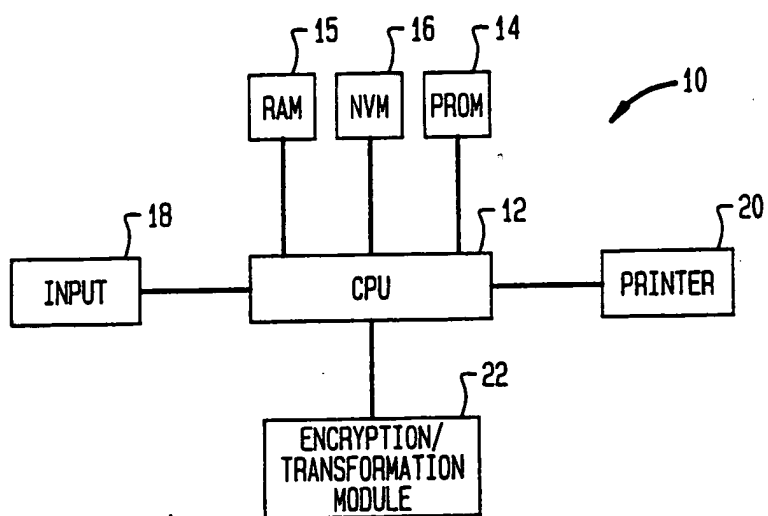 15
16
14
10
RAM
NVM
PROM
18
12
20
INPUT
CPU
PRINTER
22
ENCRYPTION/
TRANSFORMATION
MODULE